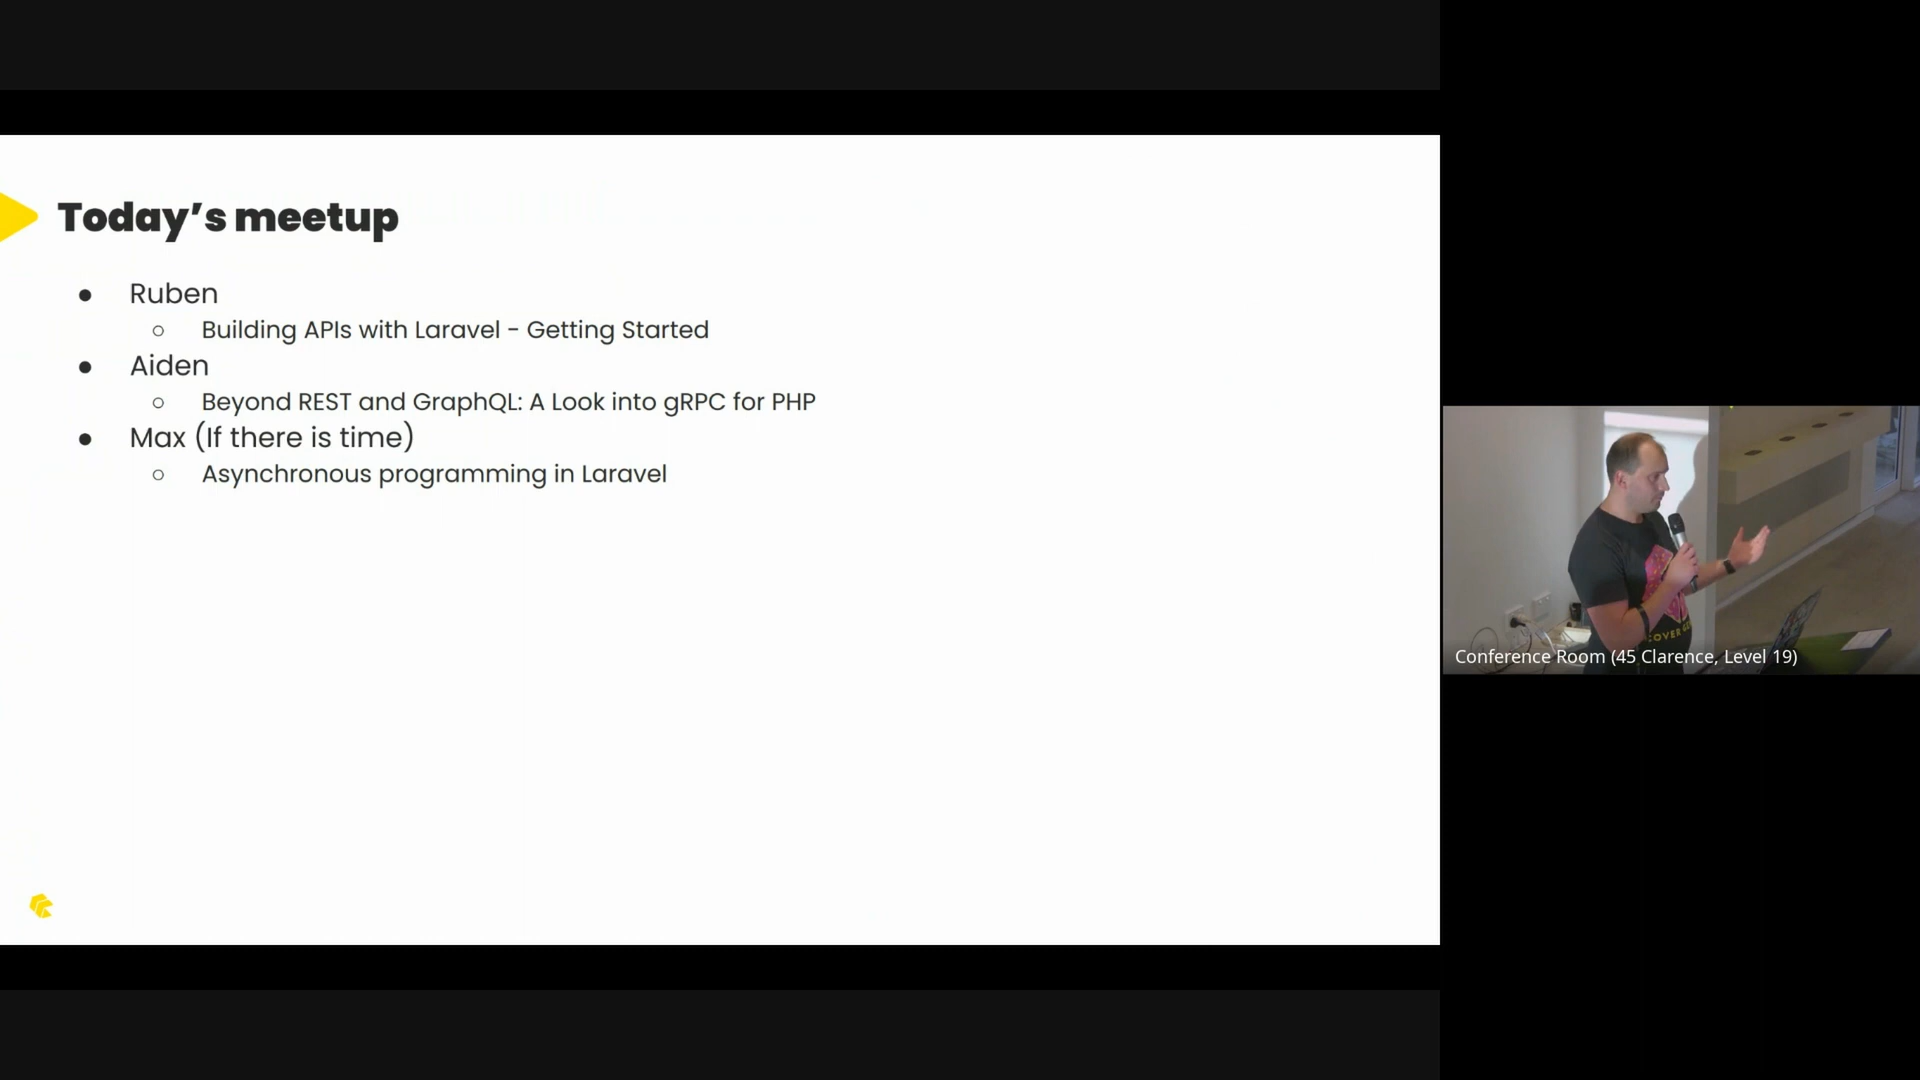 Today's meetup
● Ruben
○ Building APIs with Laravel - Getting Started
● Aiden
○ Beyond REST and GraphQL: A Look into gRPC for PHP
● Max (If there is time)
○ Asynchronous programming in Laravel
COVER
Conference Room (45 Clarence, Level 19)